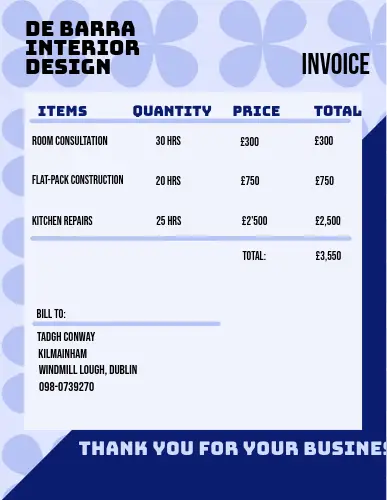 DE BARRA
INTERIOR
DESIGN
INVOICE
ITEMS QUANTITY PRICE TOTAL
ROOM CONSULTATION 30 HRS £300 £300
FLAT-PACK CONSTRUCTION 20 HRS £750 £750
KITCHEN REPAIRS 25 HRS £2'500 £2,500
TOTAL: £3,550
BILL TO:
TADGH CONWAY
KILMAINHAM
WINDMILL LOUGH, DUBLIN
098-0739270
THANK YOU FOR YOUR BUSINES